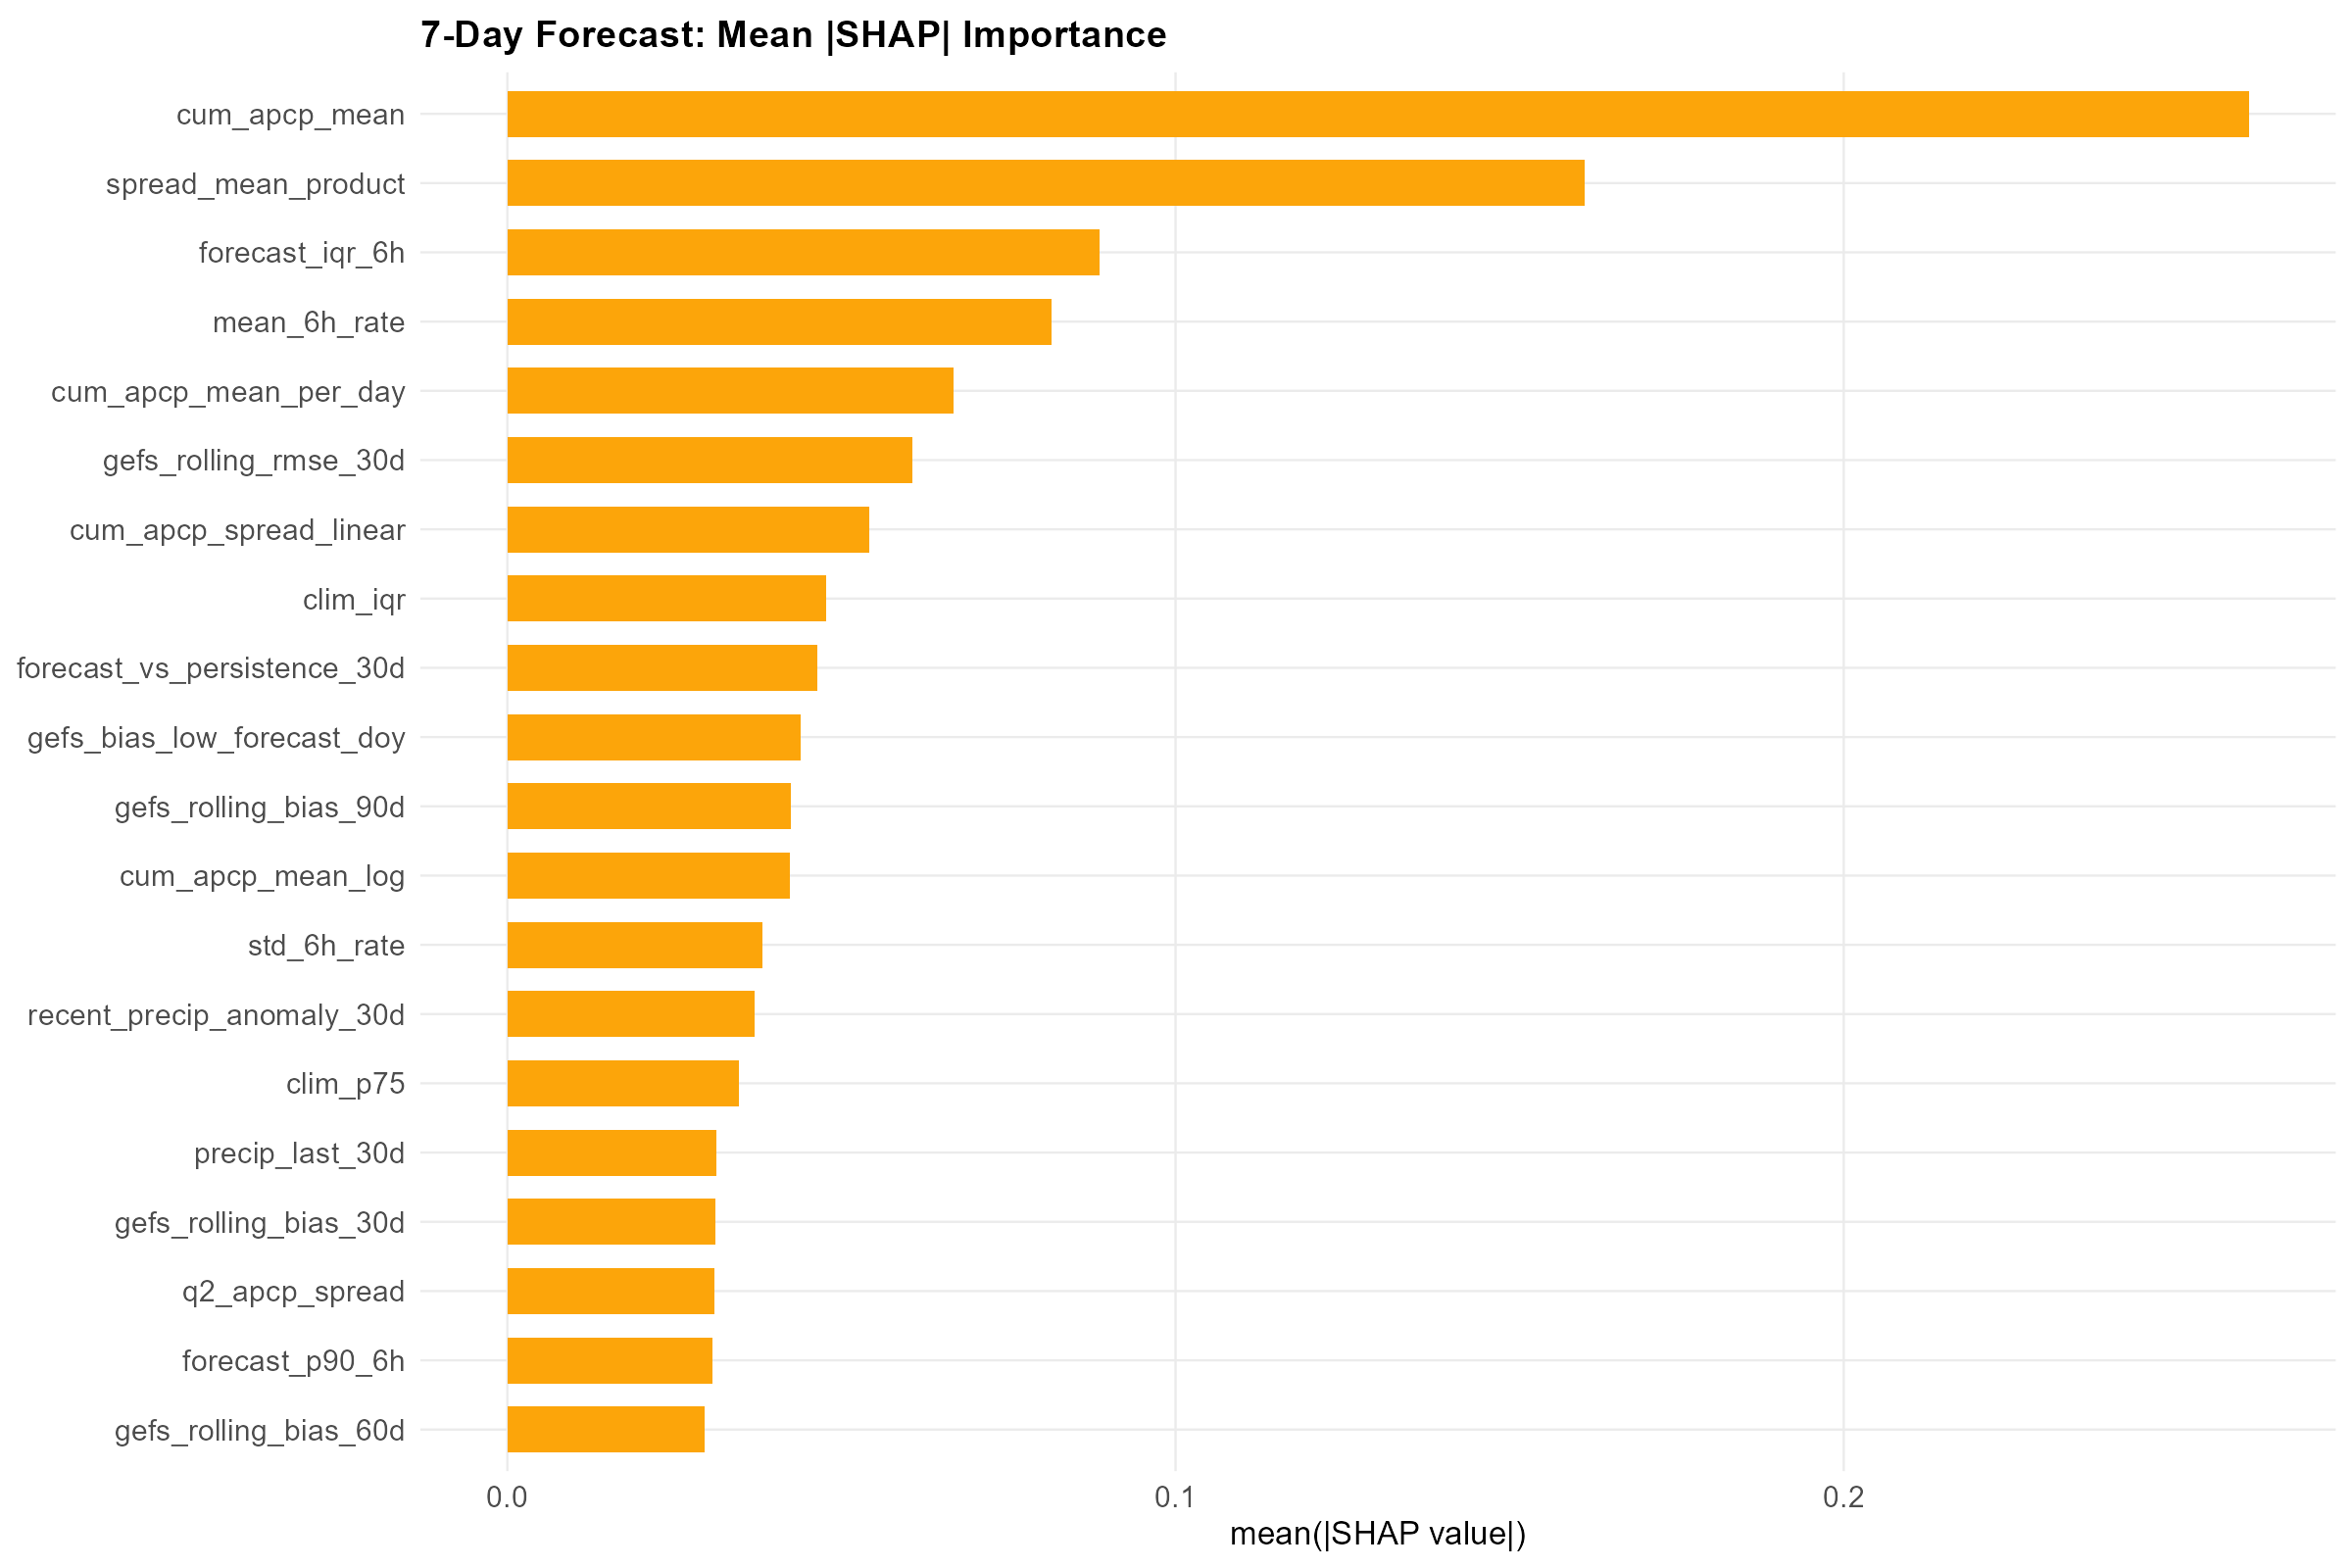 7-Day Forecast: Mean |SHAP| Importance
cum_apcp_mean
spread_mean_product
forecast_iqr_6h
mean_6h_rate
cum_apcp_mean_per_day
gefs_rolling_rmse_30d
cum_apcp_spread_linear
clim_iqr
forecast_vs_persistence_30d
gefs_bias_low_forecast_doy
gefs_rolling_bias_90d
cum_apcp_mean_log
std_6h_rate
recent_precip_anomaly_30d
clim_p75
precip_last_30d
gefs_rolling_bias_30d
q2_apcp_spread
forecast_p90_6h
gefs_rolling_bias_60d
0.0 0.1 0.2
mean(|SHAP value|)